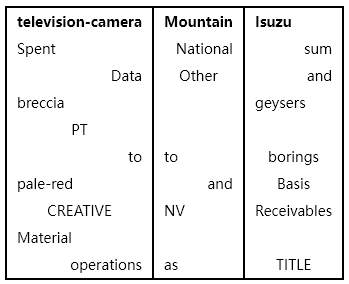 television-camera Mountain Isuzu
Spent National sum
Data Other and
breccia geysers
PT
to to borings
pale-red and Basis
CREATIVE NV Receivables
Material
operations as TITLE